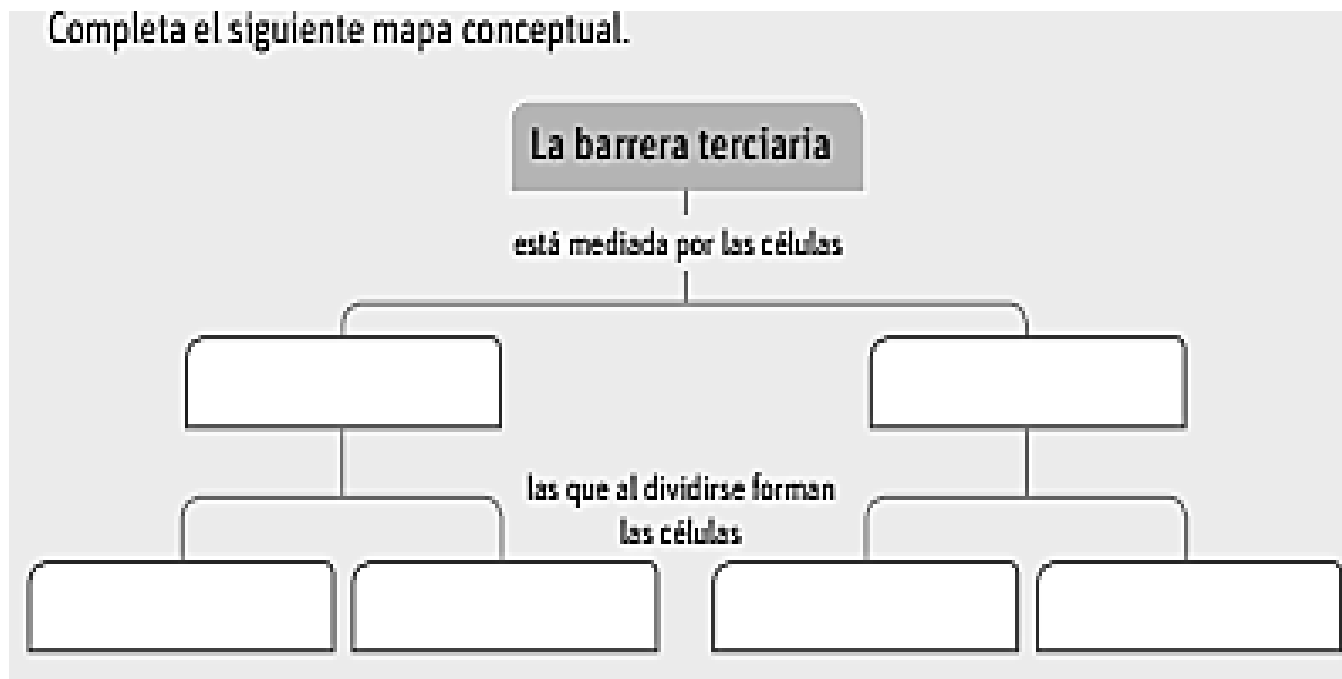 Completa el siguiente mapa conceptual.
La barrera terciaria
está mediada por las células
las que al dividirse forman
las células